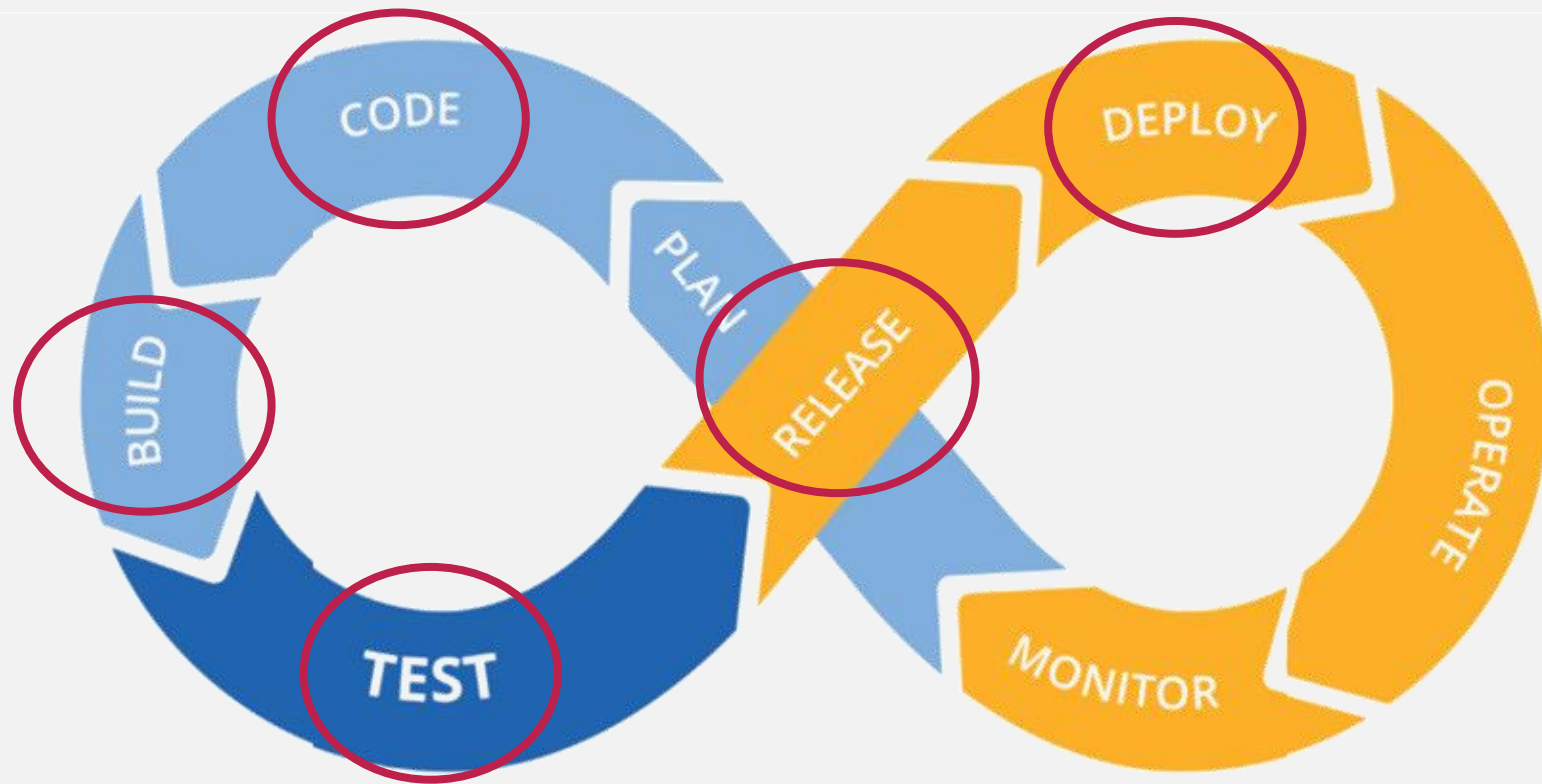 CODE
DEPLOY
PLAN
RELEASE
BUILD
OPERATE
TEST
MONITOR